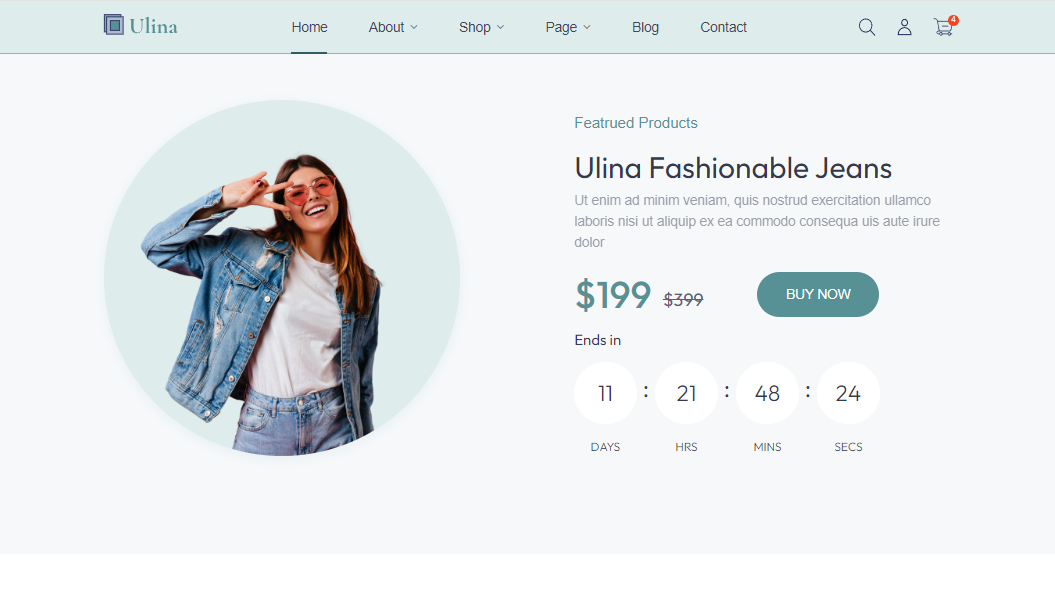 Ulina
Home
About
Shop
Page
Blog
Contact
4
Featrued Products
Ulina Fashionable Jeans
Ut enim ad minim veniam, quis nostrud exercitation ullamco
laboris nisi ut aliquip ex ea commodo consequa uis aute irure
dolor
$199 $399
BUY NOW
Ends in
11 : 21 : 48 : 24
DAYS HRS MINS SECS